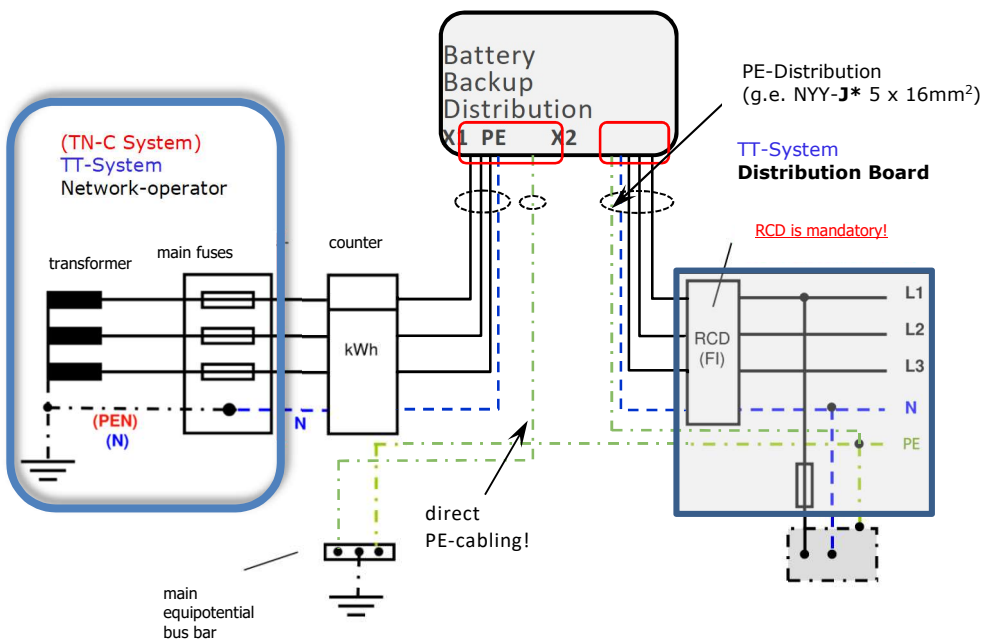 Battery
Backup
Distribution
X1 PE X2
PE-Distribution
(g.e. NYY-J* 5 x 16mm²)
(TN-C System)
TT-System
Network-operator
TT-System
Distribution Board
RCD is mandatory!
transformer
main fuses
counter
kWh
RCD
(FI)
L1
L2
L3
N
PE
(PEN)
(N)
N
direct
PE-cabling!
main
equipotential
bus bar